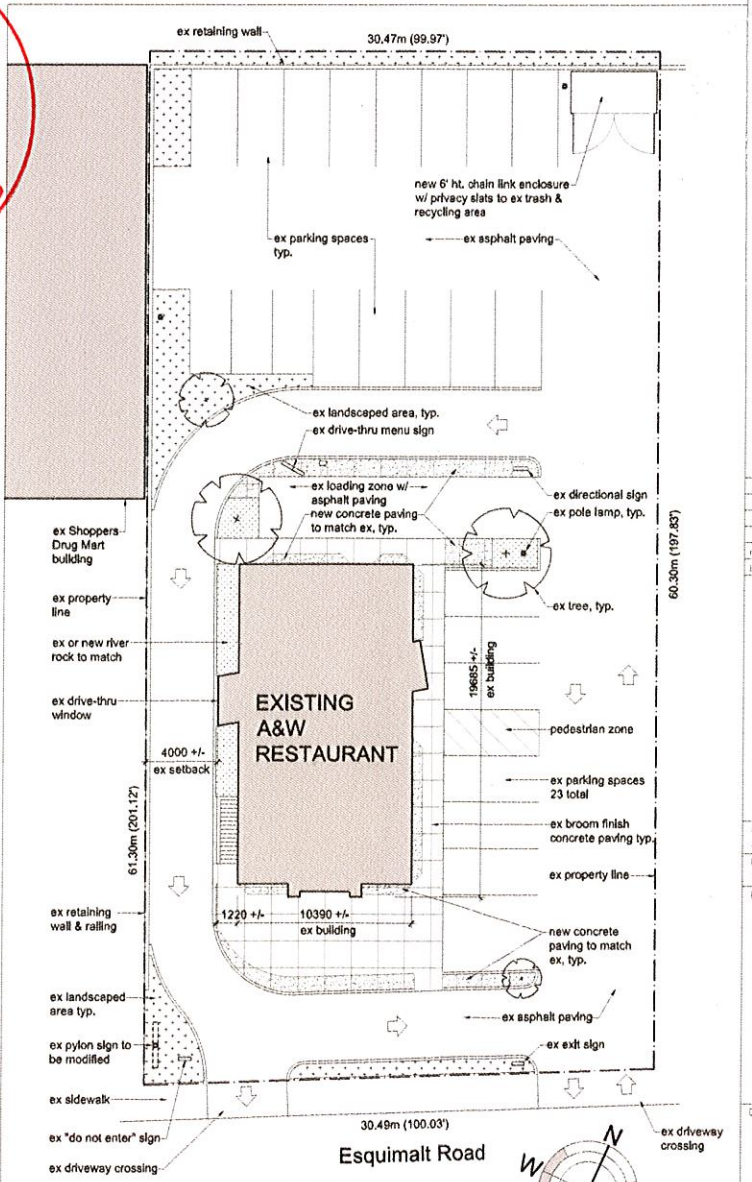 ex retaining wall
30.47m (99.97')
new 6' ht. chain link enclosure
w/ privacy slats to ex trash &
recycling area
ex parking spaces
typ.
ex asphalt paving
ex landscaped area, typ.
ex drive-thru menu sign
ex loading zone w/
asphalt paving
new concrete paving
to match ex, typ.
ex directional sign
ex pole lamp, typ.
ex Shoppers
Drug Mart
building
60.30m (197.83')
ex property
line
ex tree, typ.
ex or new river
rock to match
19685 +/-
ex building
ex drive-thru
window
EXISTING
A&W
RESTAURANT
pedestrian zone
4000 +/-
ex setback
ex parking spaces
23 total
61.30m (201.12')
ex broom finish
concrete paving typ.
ex property line
ex retaining
wall & railing
1220 +/-
10390 +/-
ex building
new concrete
paving to match
ex, typ.
ex landscaped
area typ.
ex asphalt paving
ex pylon sign to
be modified
ex exit sign
ex sidewalk
30.49m (100.03')
ex "do not enter" sign
Esquimalt Road
ex driveway
crossing
ex driveway crossing
N
W